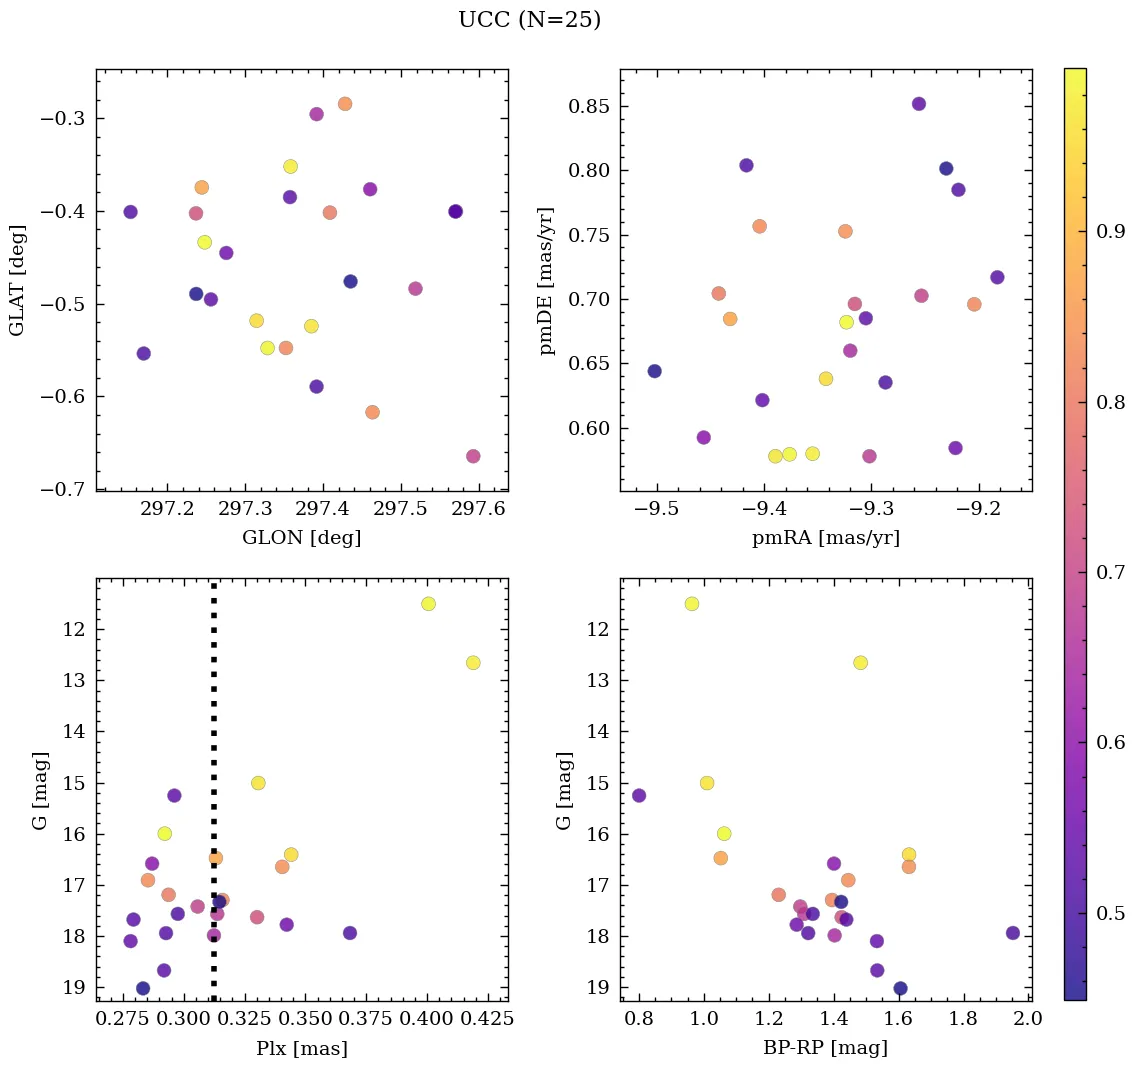 UCC (N=25)
−0.3
−0.4
−0.5
−0.6
−0.7
GLAT [deg]
297.2 297.3 297.4 297.5 297.6
GLON [deg]
0.85
0.80
0.75
0.70
0.65
0.60
pmDE [mas/yr]
−9.5 −9.4 −9.3 −9.2
pmRA [mas/yr]
12
13
14
15
16
17
18
19
G [mag]
0.275 0.300 0.325 0.350 0.375 0.400 0.425
Plx [mas]
12
13
14
15
16
17
18
19
G [mag]
0.8 1.0 1.2 1.4 1.6 1.8 2.0
BP-RP [mag]
0.9
0.8
0.7
0.6
0.5